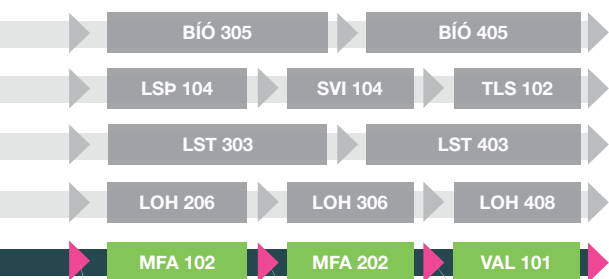 BÍÓ 305 BÍÓ 405
LSÞ 104 SVI 104 TLS 102
LST 303 LST 403
LOH 206 LOH 306 LOH 408
MFA 102 MFA 202 VAL 101